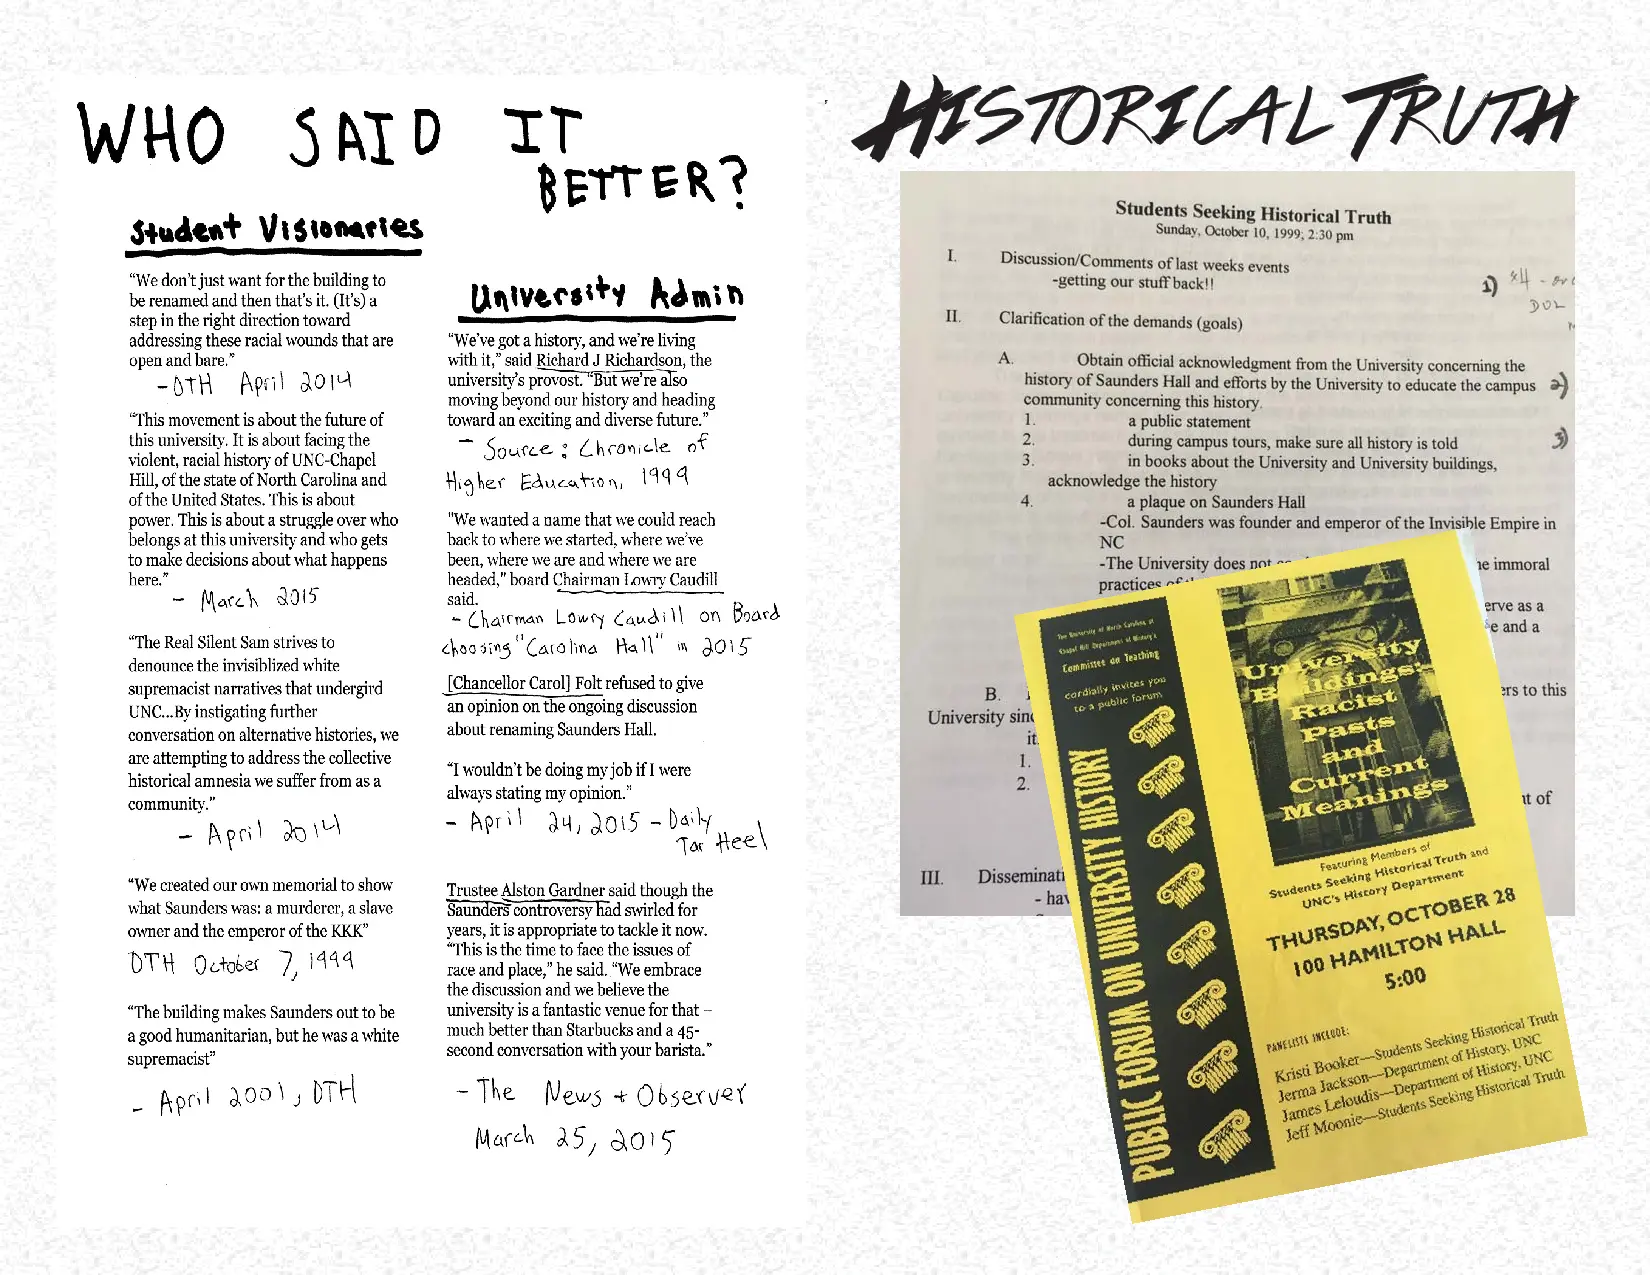 WHO SAID IT
BETTER?
Student Visionaries
“We don’t just want for the building to
be renamed and then that’s it. (It’s) a
step in the right direction toward
addressing these racial wounds that are
open and bare.”
-DTH April 2014
“This movement is about the future of
this university. It is about facing the
violent, racial history of UNC-Chapel
Hill, of the state of North Carolina and
of the United States. This is about
power. This is about a struggle over who
belongs at this university and who gets
to make decisions about what happens
here.”
- March 2015
“The Real Silent Sam strives to
denounce the invisiblized white
supremacist narratives that undergird
UNC...By instigating further
conversation on alternative histories, we
are attempting to address the collective
historical amnesia we suffer from as a
community.”
- April 2014
“We created our own memorial to show
what Saunders was: a murderer, a slave
owner and the emperor of the KKK”
DTH October 7, 1999
“The building makes Saunders out to be
a good humanitarian, but he was a white
supremacist”
- April 2001, DTH
University Admin
“We’ve got a history, and we’re living
with it,” said Richard J Richardson, the
university’s provost. “But we’re also
moving beyond our history and heading
toward an exciting and diverse future.”
- Source: Chronicle of
Higher Education, 1999
"We wanted a name that we could reach
back to where we started, where we’ve
been, where we are and where we are
headed,” board Chairman Lowry Caudill
said.
- Chairman Lowry Caudill on Board
choosing "Carolina Hall" in 2015
[Chancellor Carol] Folt refused to give
an opinion on the ongoing discussion
about renaming Saunders Hall.
“I wouldn’t be doing my job if I were
always stating my opinion.”
- April 24, 2015 - Daily
Tar Heel
Trustee Alston Gardner said though the
Saunders controversy had swirled for
years, it is appropriate to tackle it now.
“This is the time to face the issues of
race and place,” he said. “We embrace
the discussion and we believe the
university is a fantastic venue for that –
much better than Starbucks and a 45-
second conversation with your barista.”
- The News + Observer
March 25, 2015
HISTORICAL TRUTH
Students Seeking Historical Truth
Sunday, October 10, 1999; 2:30 pm
I. Discussion/Comments of last weeks events
-getting our stuff back!!
1)
II. Clarification of the demands (goals)
A. Obtain official acknowledgment from the University concerning the
history of Saunders Hall and efforts by the University to educate the campus 2)
community concerning this history.
1. a public statement
2. during campus tours, make sure all history is told 3)
3. in books about the University and University buildings,
acknowledge the history
4. a plaque on Saunders Hall
-Col. Saunders was founder and emperor of the Invisible Empire in
NC
-The University does not immoral
practices
as a
e and a
B. to this
University
1.
2.
of
III.
The University of North Carolina at
Chapel Hill Department of History's
Committee on Teaching
cordially invites you
to a public forum
PUBLIC FORUM ON UNIVERSITY HISTORY
University
Buildings:
Racist
Pasts
and
Current
Meanings
Featuring Members of
Students Seeking Historical Truth and
UNC's History Department
THURSDAY, OCTOBER 28
100 HAMILTON HALL
5:00
PANELISTS INCLUDE:
Kristi Booker—Students Seeking Historical Truth
Jerma Jackson—Department of History, UNC
James Leloudis—Department of History, UNC
Jeff Moonie—Students Seeking Historical Truth